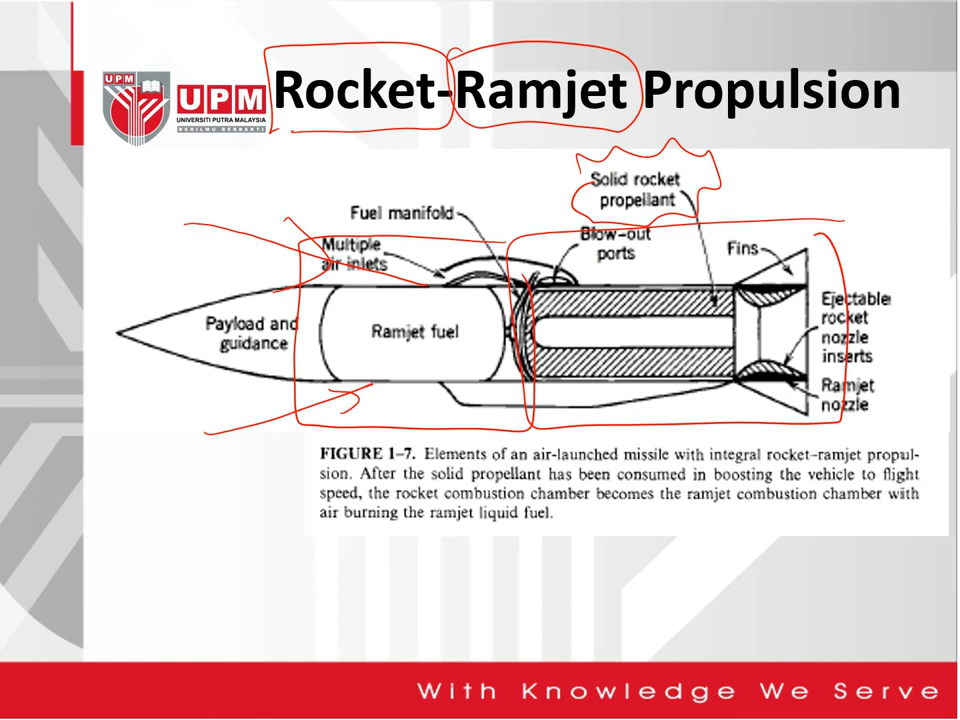 Rocket-Ramjet Propulsion
UPM
UPM
UNIVERSITI PUTRA MALAYSIA
BERILMU BERBAKTI
Solid rocket
propellant
Fuel manifold
Multiple
air inlets
Blow-out
ports
Fins
Payload and
guidance
Ramjet fuel
Ejectable
rocket
nozzle
inserts
Ramjet
nozzle
FIGURE 1–7. Elements of an air-launched missile with integral rocket–ramjet propul-
sion. After the solid propellant has been consumed in boosting the vehicle to flight
speed, the rocket combustion chamber becomes the ramjet combustion chamber with
air burning the ramjet liquid fuel.
With Knowledge We Serve